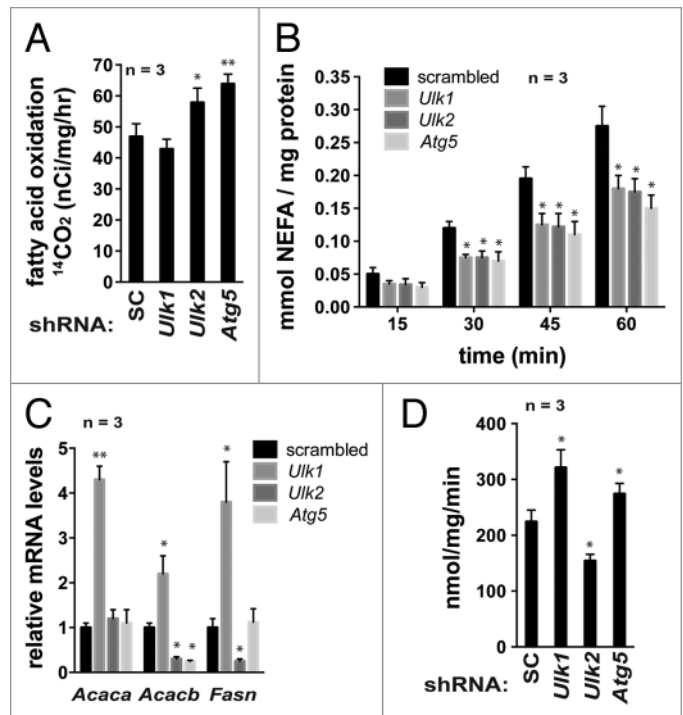 A
n = 3
*
**
fatty acid oxidation
¹⁴CO₂ (nCi/mg/hr)
70
60
50
40
30
20
10
0
shRNA:
SC
Ulk1
Ulk2
Atg5
B
scrambled
Ulk1
Ulk2
Atg5
n = 3
mmol NEFA / mg protein
0.40
0.35
0.30
0.25
0.20
0.15
0.10
0.05
0.00
* * *
* * *
* * *
15 30 45 60
time (min)
C
n = 3
scrambled
Ulk1
Ulk2
Atg5
relative mRNA levels
5
4
3
2
1
0
**
*
* *
*
*
Acaca Acacb Fasn
D
n = 3
nmol/mg/min
400
300
200
100
0
*
*
*
shRNA:
SC
Ulk1
Ulk2
Atg5